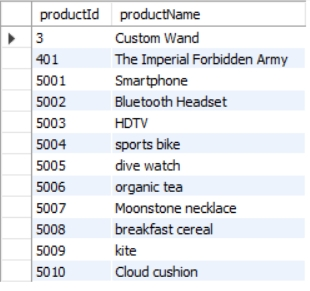 productId productName
3 Custom Wand
401 The Imperial Forbidden Army
5001 Smartphone
5002 Bluetooth Headset
5003 HDTV
5004 sports bike
5005 dive watch
5006 organic tea
5007 Moonstone necklace
5008 breakfast cereal
5009 kite
5010 Cloud cushion